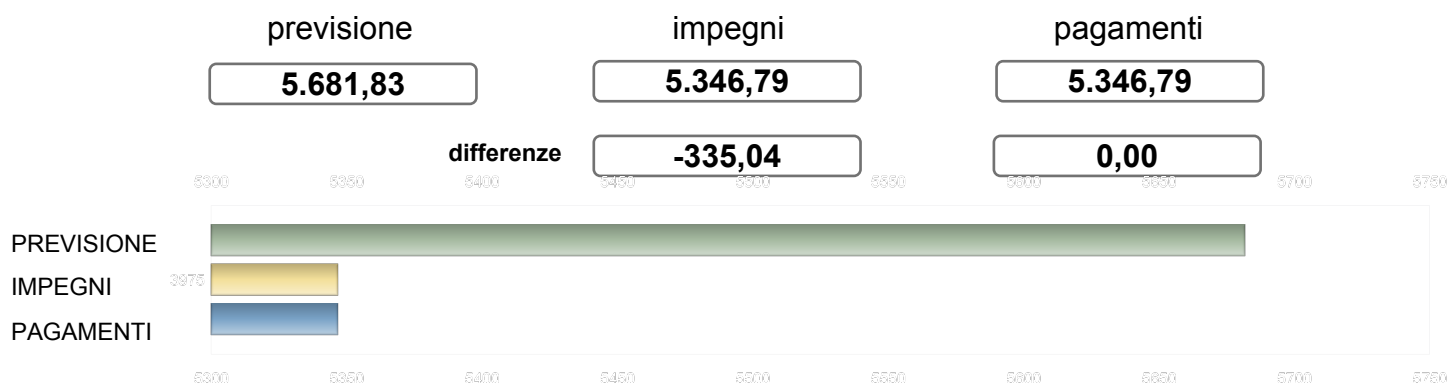 previsione impegni pagamenti
5.681,83 5.346,79 5.346,79
differenze -335,04 0,00
5300 5350 5400 5450 5500 5550 5600 5650 5700 5750
PREVISIONE
3975
IMPEGNI
PAGAMENTI
5300 5350 5400 5450 5500 5550 5600 5650 5700 5750